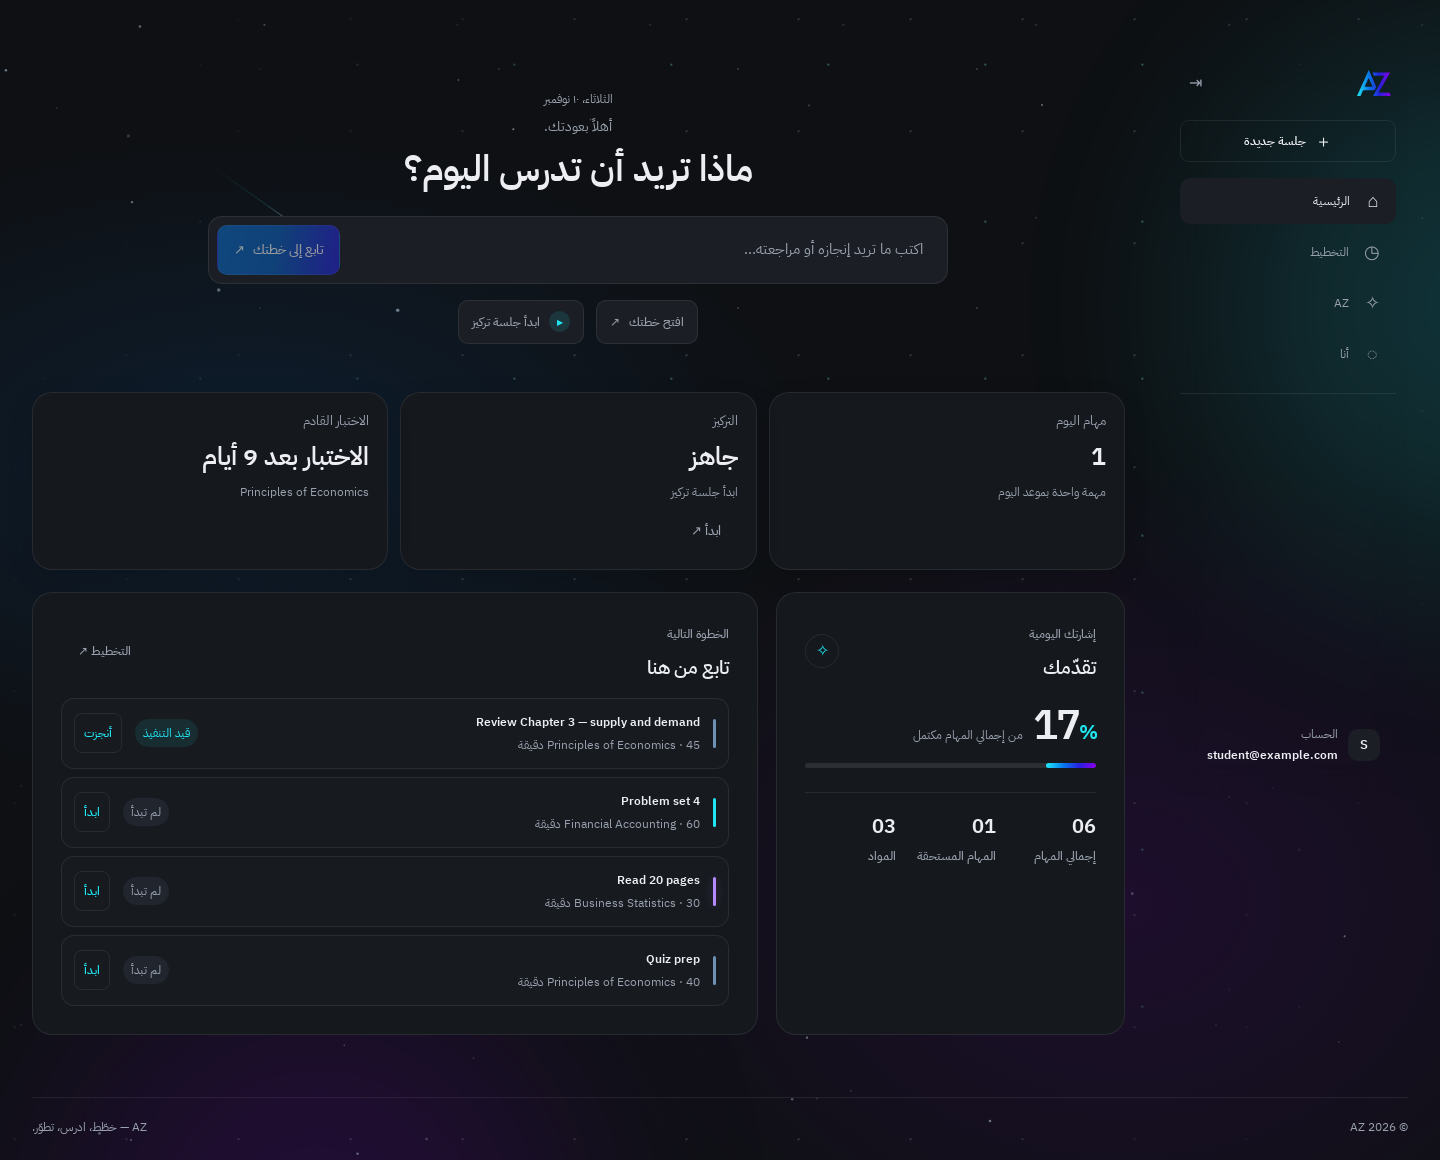 AZ
جلسة جديدة
الرئيسية
التخطيط
AZ
أنا
الحساب
student@example.com
S
الثلاثاء، ١٠ نوفمبر
أهلاً بعودتك.
ماذا تريد أن تدرس اليوم؟
اكتب ما تريد إنجازه أو مراجعته...
تابع إلى خطتك ↗
افتح خطتك ↗
ابدأ جلسة تركيز
مهام اليوم
1
مهمة واحدة بموعد اليوم
التركيز
جاهز
ابدأ جلسة تركيز
ابدأ ↗
الاختبار القادم
الاختبار بعد 9 أيام
Principles of Economics
إشارتك اليومية
تقدّمك
17%
من إجمالي المهام مكتمل
06
إجمالي المهام
01
المهام المستحقة
03
المواد
الخطوة التالية
تابع من هنا
التخطيط ↗
Review Chapter 3 — supply and demand
Principles of Economics · 45 دقيقة
قيد التنفيذ
أنجزت
Problem set 4
Financial Accounting · 60 دقيقة
لم تبدأ
ابدأ
Read 20 pages
Business Statistics · 30 دقيقة
لم تبدأ
ابدأ
Quiz prep
Principles of Economics · 40 دقيقة
لم تبدأ
ابدأ
© 2026 AZ
AZ — خطّط، ادرس، تطوّر.